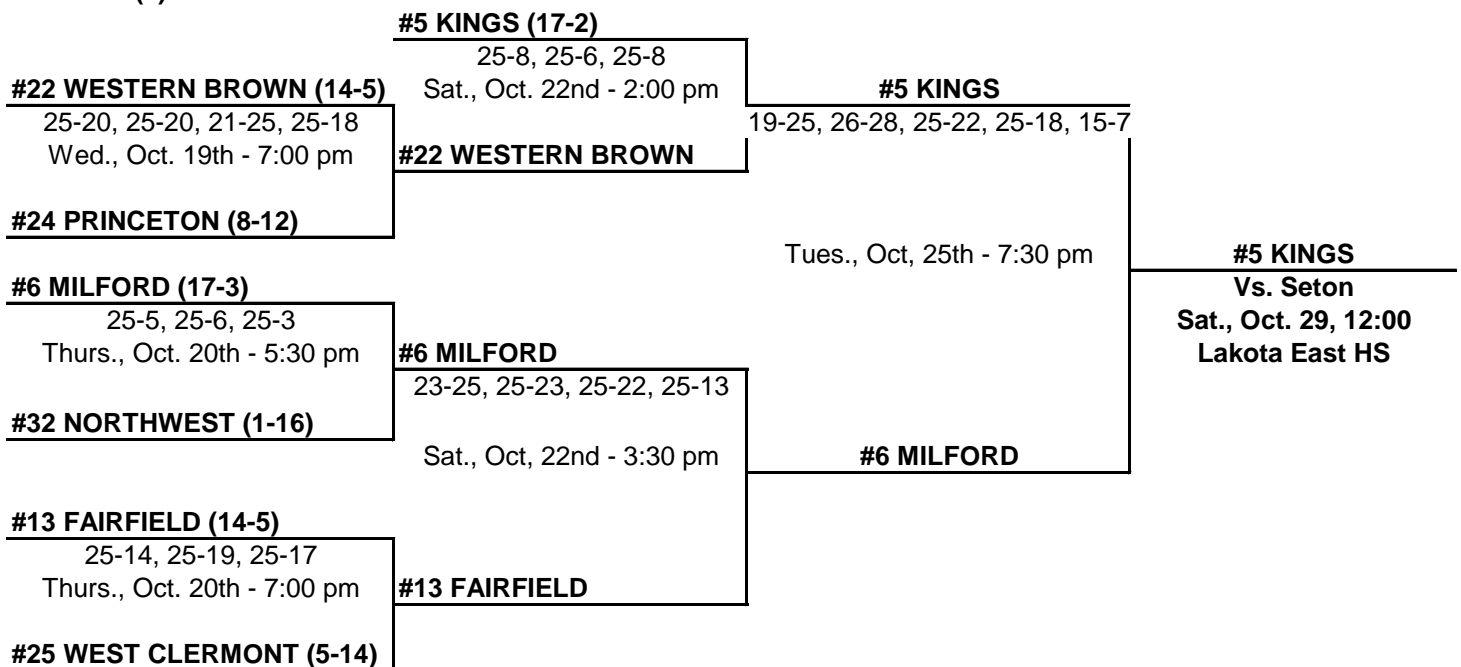 #5 KINGS (17-2)
25-8, 25-6, 25-8
#22 WESTERN BROWN (14-5)
Sat., Oct. 22nd - 2:00 pm
#5 KINGS
25-20, 25-20, 21-25, 25-18
19-25, 26-28, 25-22, 25-18, 15-7
Wed., Oct. 19th - 7:00 pm
#22 WESTERN BROWN
#24 PRINCETON (8-12)
Tues., Oct, 25th - 7:30 pm
#5 KINGS
#6 MILFORD (17-3)
Vs. Seton
25-5, 25-6, 25-3
Sat., Oct. 29, 12:00
Thurs., Oct. 20th - 5:30 pm
#6 MILFORD
Lakota East HS
23-25, 25-23, 25-22, 25-13
#32 NORTHWEST (1-16)
Sat., Oct, 22nd - 3:30 pm
#6 MILFORD
#13 FAIRFIELD (14-5)
25-14, 25-19, 25-17
Thurs., Oct. 20th - 7:00 pm
#13 FAIRFIELD
#25 WEST CLERMONT (5-14)